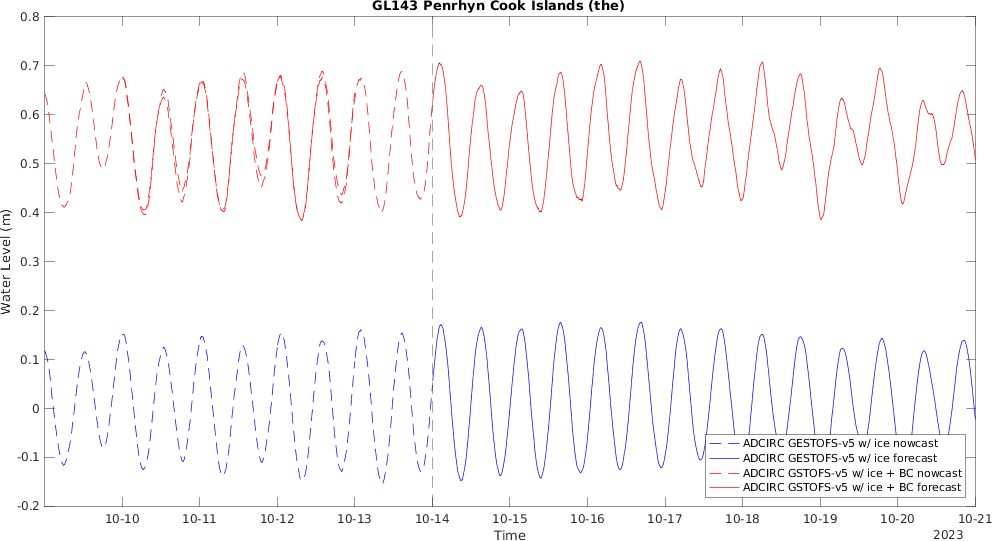 GL143 Penrhyn Cook Islands (the)
0.8
0.7
0.6
0.5
0.4
0.3
0.2
0.1
0
-0.1
-0.2
Water Level (m)
ADCIRC GESTOFS-v5 w/ ice nowcast
ADCIRC GESTOFS-v5 w/ ice forecast
ADCIRC GSTOFS-v5 w/ ice + BC nowcast
ADCIRC GSTOFS-v5 w/ ice + BC forecast
10-10 10-11 10-12 10-13 10-14 10-15 10-16 10-17 10-18 10-19 10-20 10-21
Time
2023